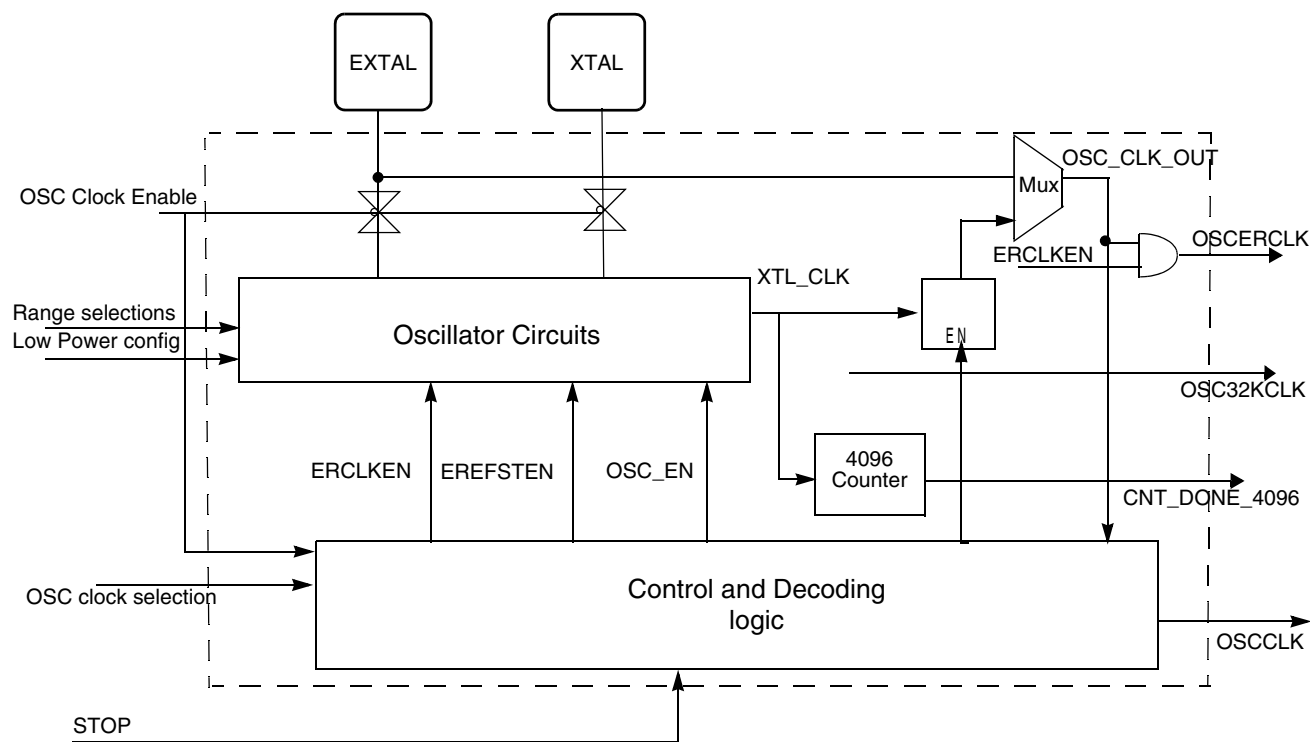 EXTAL
XTAL
OSC_CLK_OUT
Mux
OSC Clock Enable
OSCERCLK
ERCLKEN
XTL_CLK
Range selections
Low Power config
Oscillator Circuits
EN
OSC32KCLK
ERCLKEN
EREFSTEN
OSC_EN
4096
Counter
CNT_DONE_4096
Control and Decoding
logic
OSC clock selection
OSCCLK
STOP